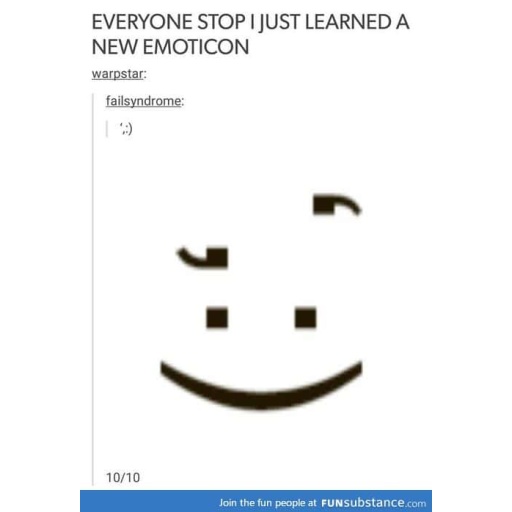 EVERYONE STOP I JUST LEARNED A
NEW EMOTICON
warpstar:
failsyndrome:
‘,:)
10/10
Join the fun people at FUNsubstance.com